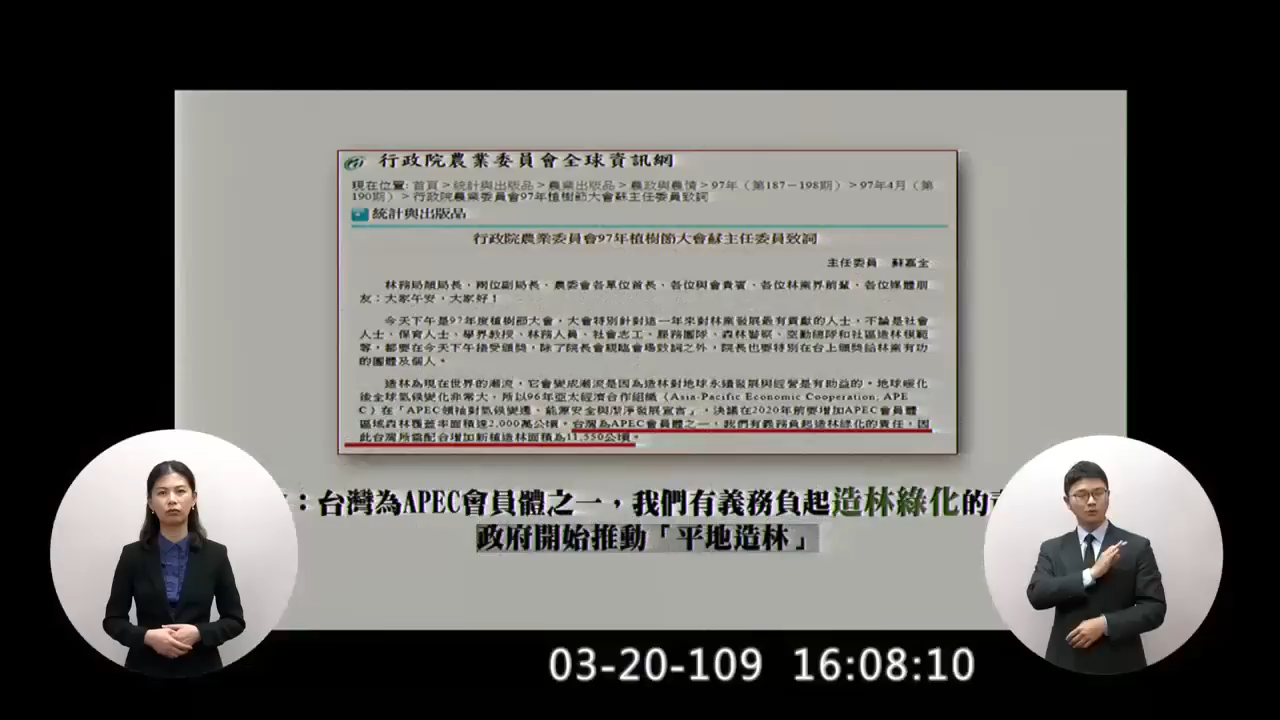 行政院農業委員會全球資訊網
現在位置: 首頁 > 統計與出版品 > 農業出版品 > 農政與農情 > 97年（第187－198期） > 97年4月（第
190期） > 行政院農業委員會97年植樹節大會蘇主任委員致詞
統計與出版品
行政院農業委員會97年植樹節大會蘇主任委員致詞
主任委員 蘇嘉全
林務局顏局長、兩位副局長、農委會各單位首長、各位與會貴賓、各位林業界前輩、各位媒體朋
友：大家午安，大家好！
今天下午是97年度植樹節大會，大會特別針對這一年來對林業發展最有貢獻的人士，不論是社會
人士、保育人士、學界教授、林務人員、社會志工、服務團隊、森林警察、空勤總隊和社區造林模範
等，都要在今天下午接受頒獎，除了院長會親臨會場致詞之外，院長也要特別在台上頒獎給林業有功
的團體及個人。
造林為現在世界的潮流，它會變成潮流是因為造林對地球永續發展與經營是有助益的。地球暖化
後全球氣候變化非常大，所以96年亞太經濟合作組織（Asia-Pacific Economic Cooperation, APE
C）在「APEC領袖對氣候變遷、能源安全與潔淨發展宣言」，決議在2020年前要增加APEC會員體
區域森林覆蓋率面積達2,000萬公頃。台灣為APEC會員體之一，我們有義務負起造林綠化的責任，因
此台灣所需配合增加新植造林面積為11,550公頃。
：台灣為APEC會員體之一，我們有義務負起造林綠化的
政府開始推動「平地造林」
03-20-109 16:08:10